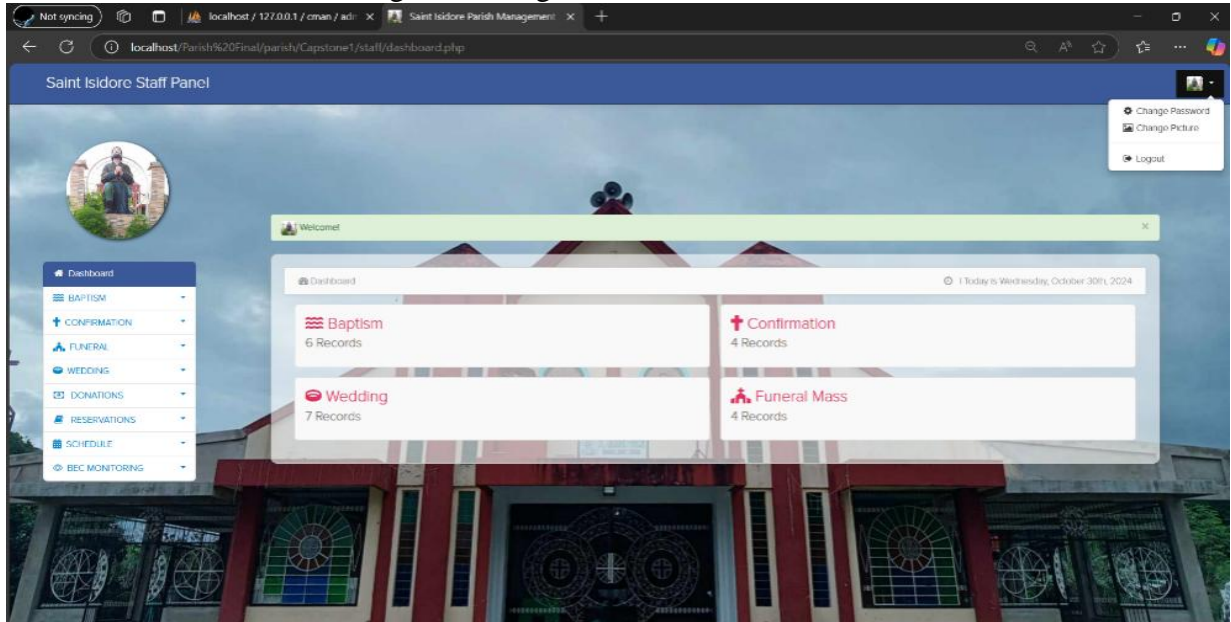 Not syncing
localhost / 127.0.0.1 / cman / adr
Saint Isidore Parish Management
localhost/Parish%20Final/parish/Capstone1/staff/dashboard.php
Saint Isidore Staff Panel
Change Password
Change Picture
Logout
Welcome!
Dashboard
BAPTISM
CONFIRMATION
FUNERAL
WEDDING
DONATIONS
RESERVATIONS
SCHEDULE
BEC MONITORING
Dashboard
! Today is Wednesday, October 30th, 2024
Baptism
6 Records
Confirmation
4 Records
Wedding
7 Records
Funeral Mass
4 Records